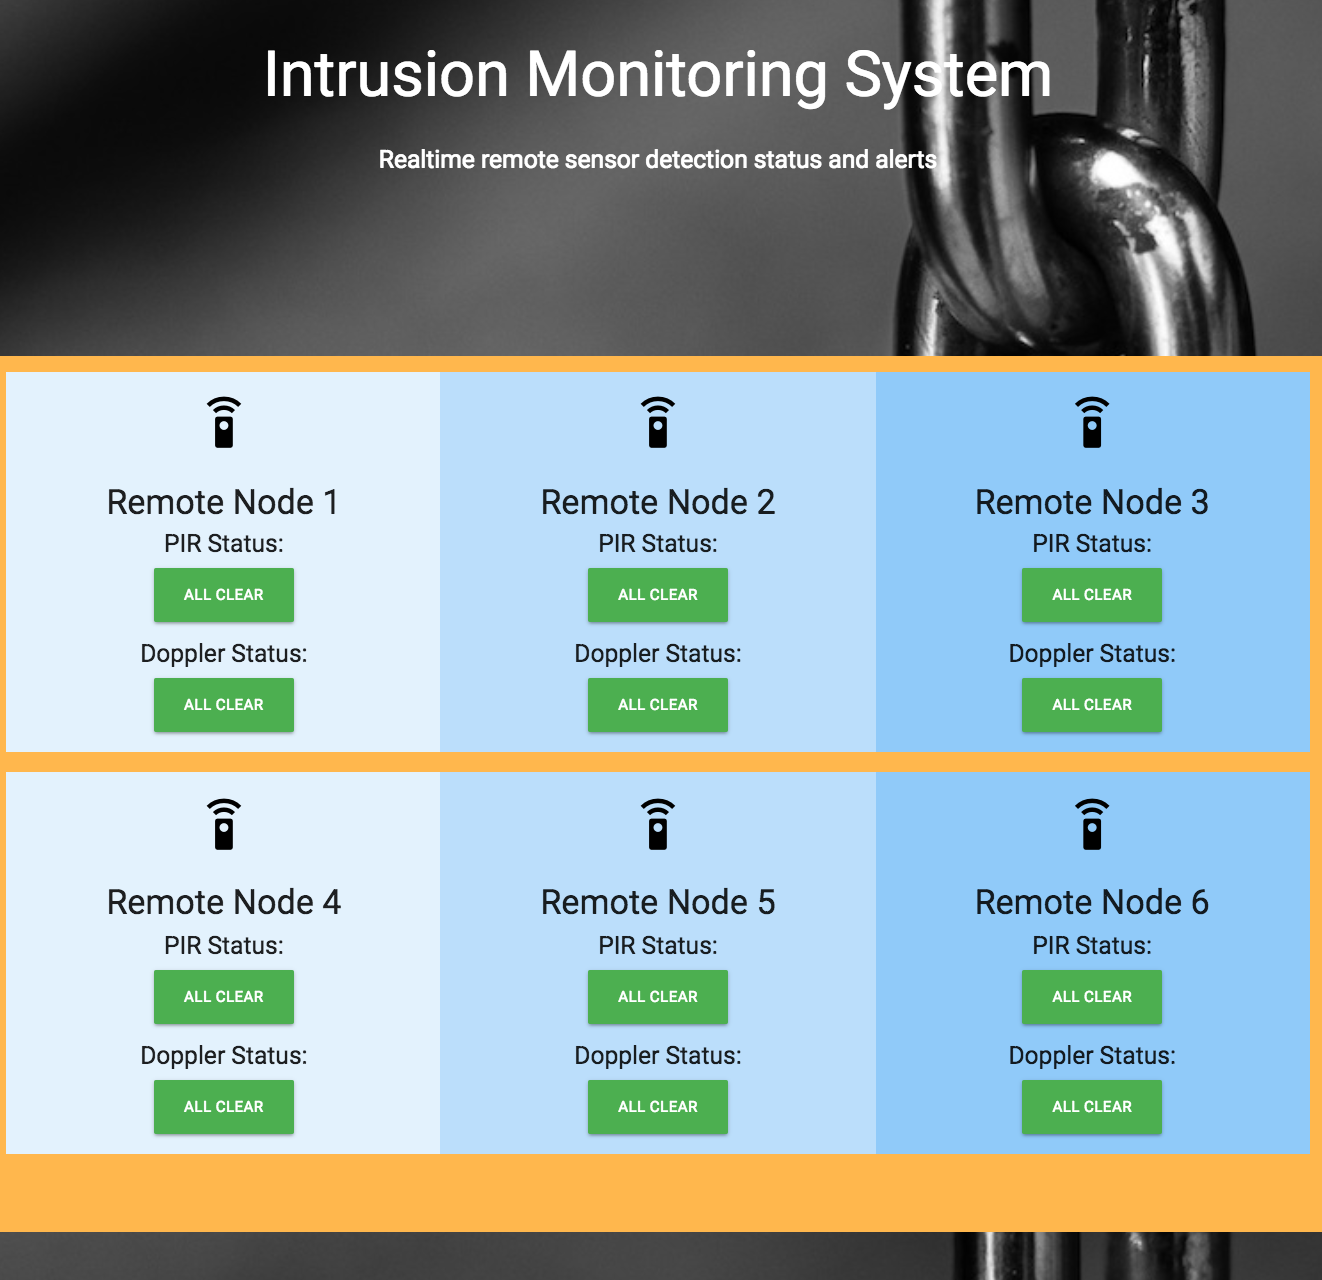 Intrusion Monitoring System
Realtime remote sensor detection status and alerts
Remote Node 1
PIR Status:
ALL CLEAR
Doppler Status:
ALL CLEAR
Remote Node 2
PIR Status:
ALL CLEAR
Doppler Status:
ALL CLEAR
Remote Node 3
PIR Status:
ALL CLEAR
Doppler Status:
ALL CLEAR
Remote Node 4
PIR Status:
ALL CLEAR
Doppler Status:
ALL CLEAR
Remote Node 5
PIR Status:
ALL CLEAR
Doppler Status:
ALL CLEAR
Remote Node 6
PIR Status:
ALL CLEAR
Doppler Status:
ALL CLEAR